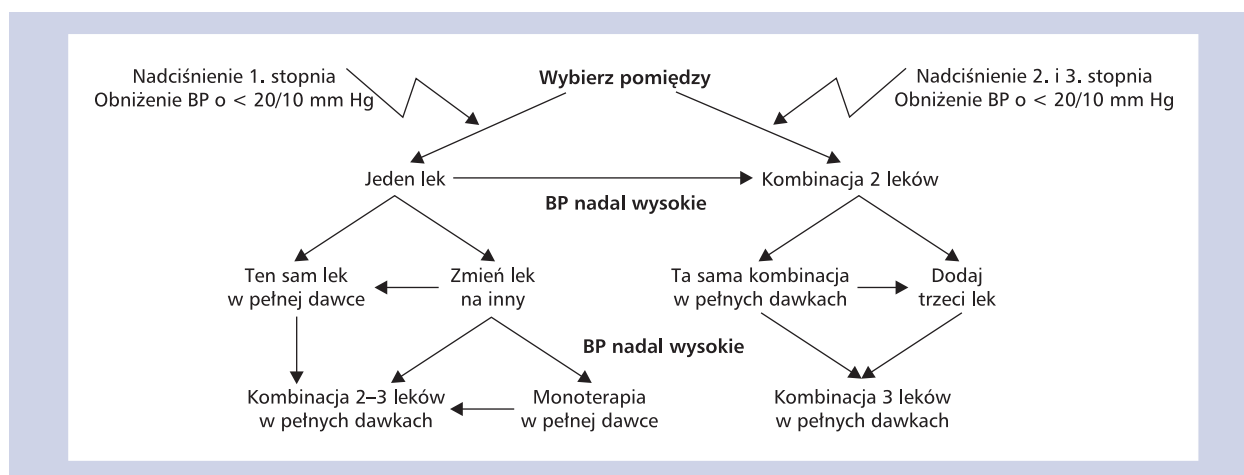 Nadciśnienie 1. stopnia
Obniżenie BP o < 20/10 mm Hg
Wybierz pomiędzy
Nadciśnienie 2. i 3. stopnia
Obniżenie BP o < 20/10 mm Hg
Jeden lek
Kombinacja 2 leków
BP nadal wysokie
Ten sam lek
w pełnej dawce
Zmień lek
na inny
Ta sama kombinacja
w pełnych dawkach
Dodaj
trzeci lek
BP nadal wysokie
Kombinacja 2–3 leków
w pełnych dawkach
Monoterapia
w pełnej dawce
Kombinacja 3 leków
w pełnych dawkach